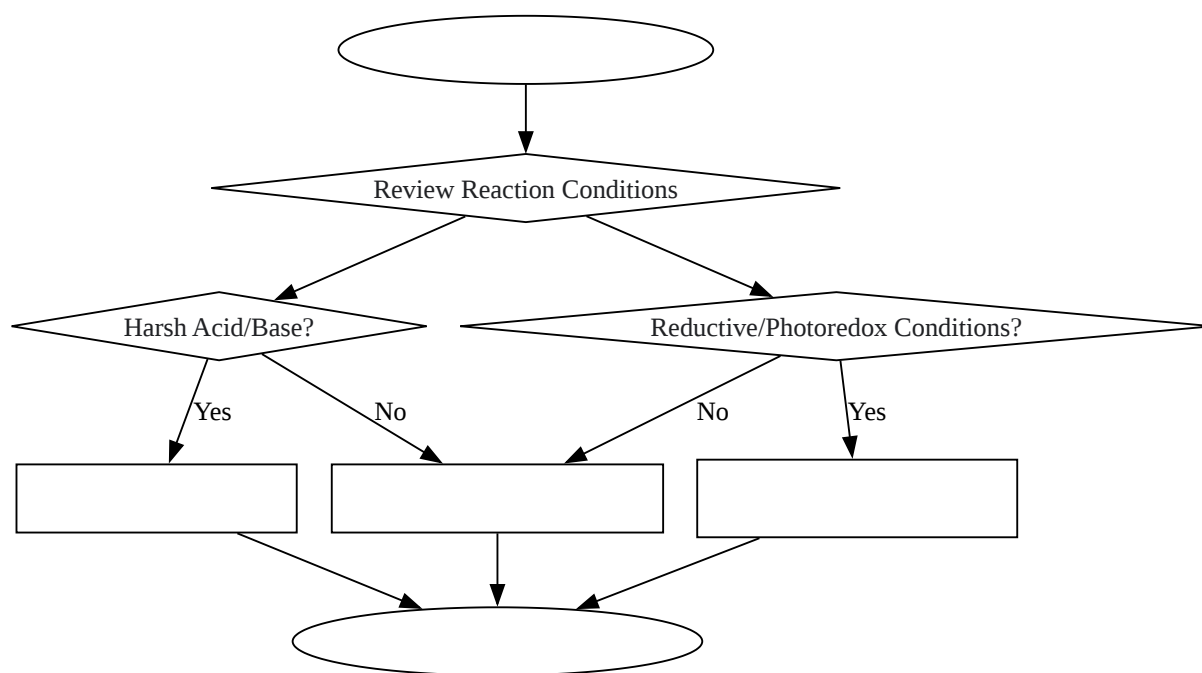 Review Reaction Conditions
Harsh Acid/Base?
Reductive/Photoredox Conditions?
Yes
No
No
Yes